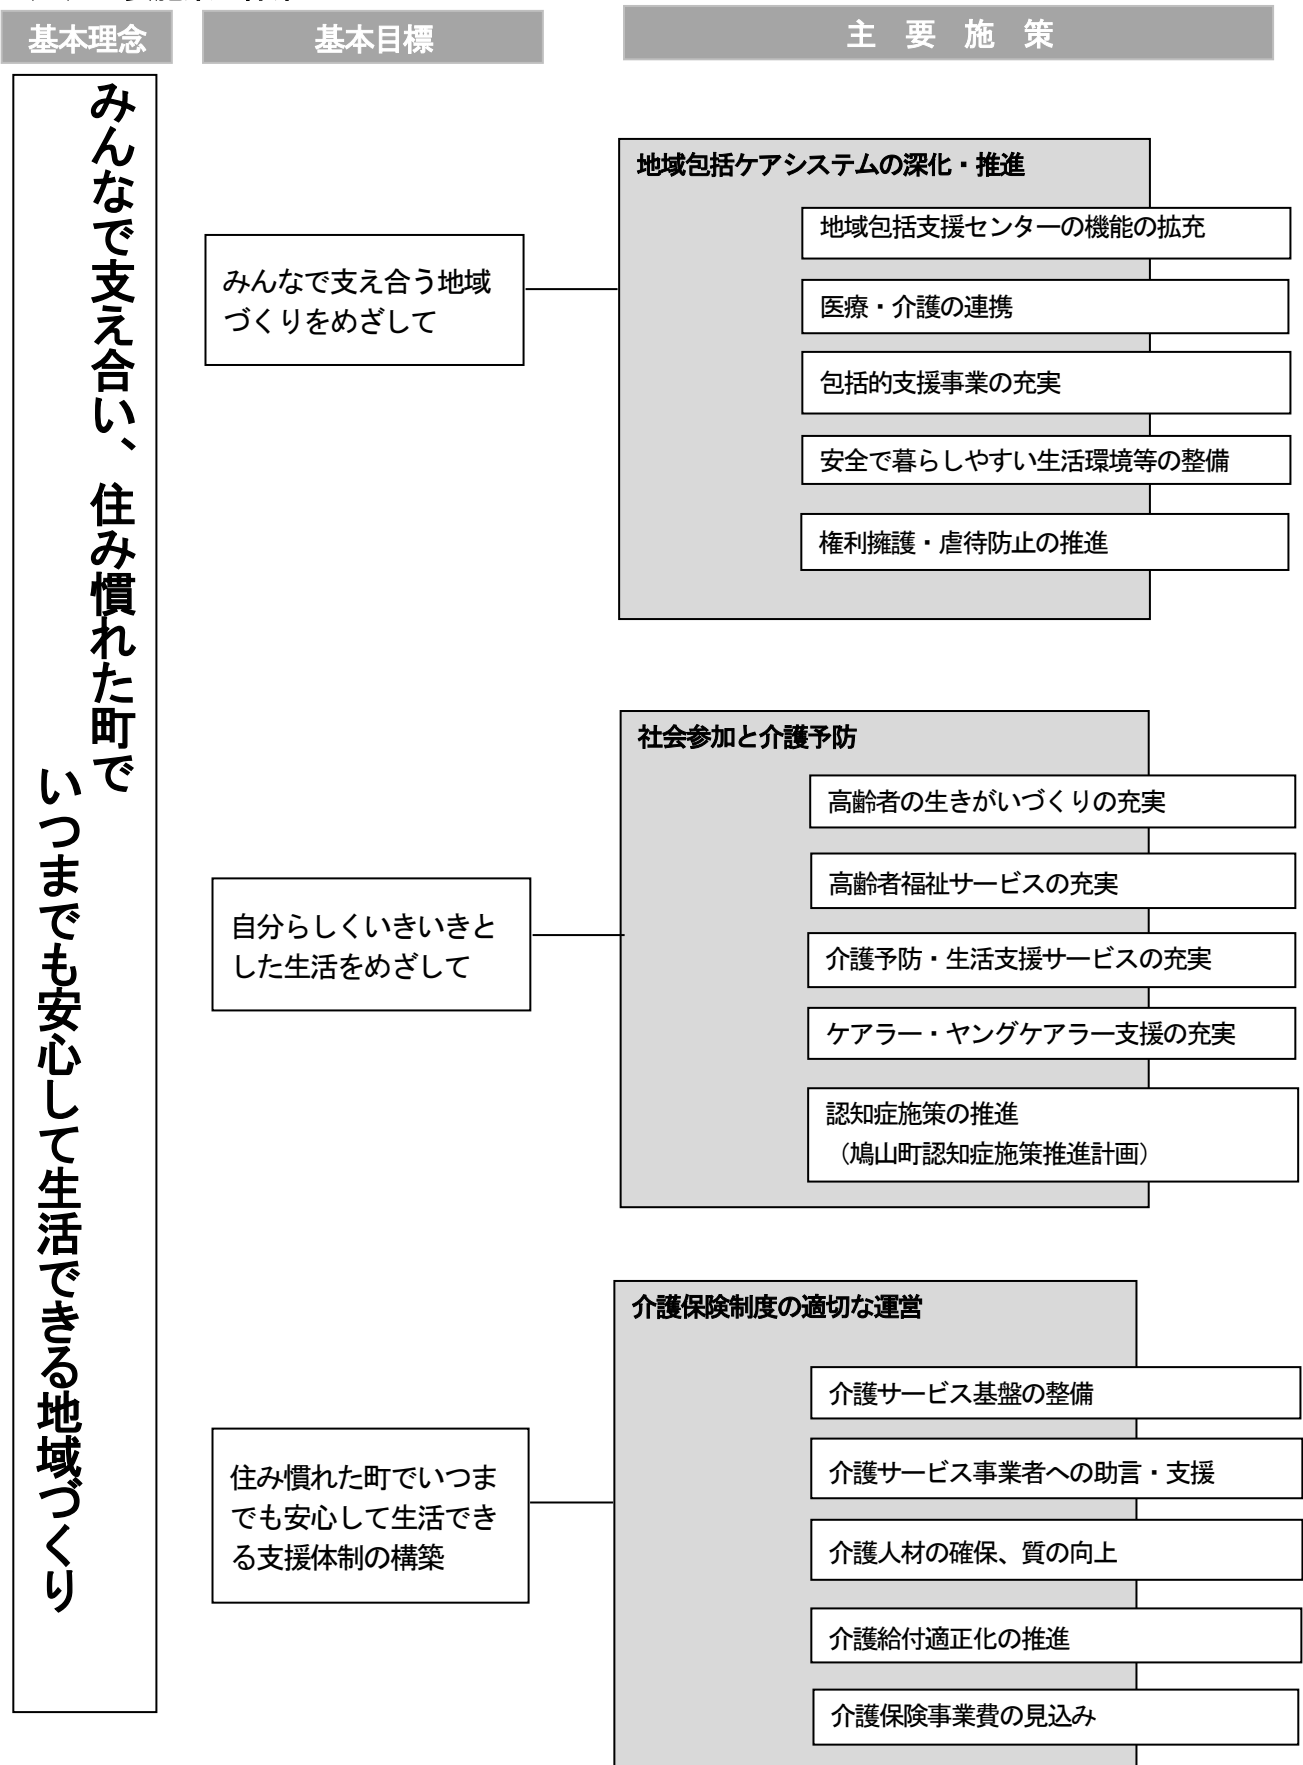 基本理念
基本目標
主要施策
みんなで支え合い、住み慣れた町で
いつまでも安心して生活できる地域づくり
みんなで支え合う地域
づくりをめざして
地域包括ケアシステムの深化・推進
地域包括支援センターの機能の拡充
医療・介護の連携
包括的支援事業の充実
安全で暮らしやすい生活環境等の整備
権利擁護・虐待防止の推進
自分らしくいきいきと
した生活をめざして
社会参加と介護予防
高齢者の生きがいづくりの充実
高齢者福祉サービスの充実
介護予防・生活支援サービスの充実
ケアラー・ヤングケアラー支援の充実
認知症施策の推進
（鳩山町認知症施策推進計画）
住み慣れた町でいつま
でも安心して生活でき
る支援体制の構築
介護保険制度の適切な運営
介護サービス基盤の整備
介護サービス事業者への助言・支援
介護人材の確保、質の向上
介護給付適正化の推進
介護保険事業費の見込み